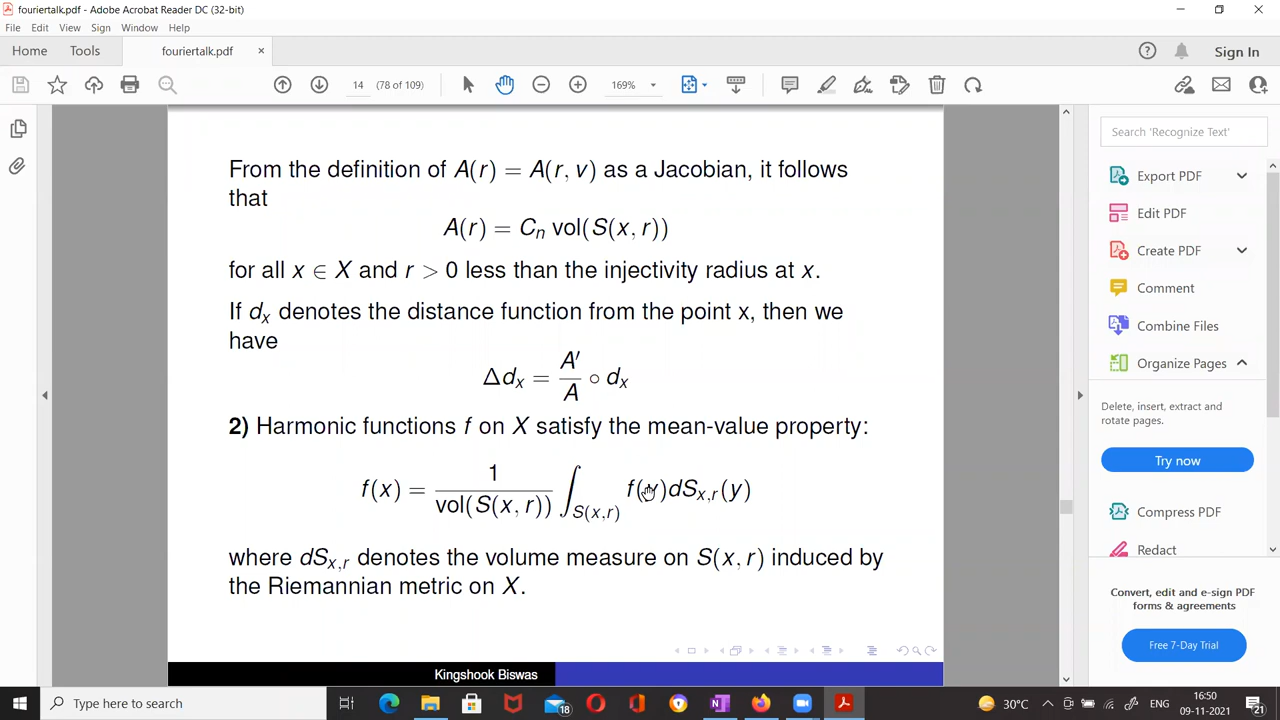 fouriertalk.pdf - Adobe Acrobat Reader DC (32-bit)
File Edit View Sign Window Help
Home Tools fouriertalk.pdf × Sign In
14 (78 of 109) 169%
Search 'Recognize Text'
Export PDF
Edit PDF
Create PDF
Comment
Combine Files
Organize Pages
Delete, insert, extract and
rotate pages.
Try now
Compress PDF
Redact
Convert, edit and e-sign PDF
forms & agreements
Free 7-Day Trial
From the definition of A(r) = A(r, v) as a Jacobian, it follows
that
A(r) = C_n vol(S(x, r))
for all x ∈ X and r > 0 less than the injectivity radius at x.
If d_x denotes the distance function from the point x, then we
have
Δd_x = A′/A ∘ d_x
2) Harmonic functions f on X satisfy the mean-value property:
f(x) = 1/vol(S(x, r)) ∫_{S(x,r)} f(y)dS_{x,r}(y)
where dS_{x,r} denotes the volume measure on S(x, r) induced by
the Riemannian metric on X.
Kingshook Biswas
Type here to search
18
30°C ENG
16:50
09-11-2021
21